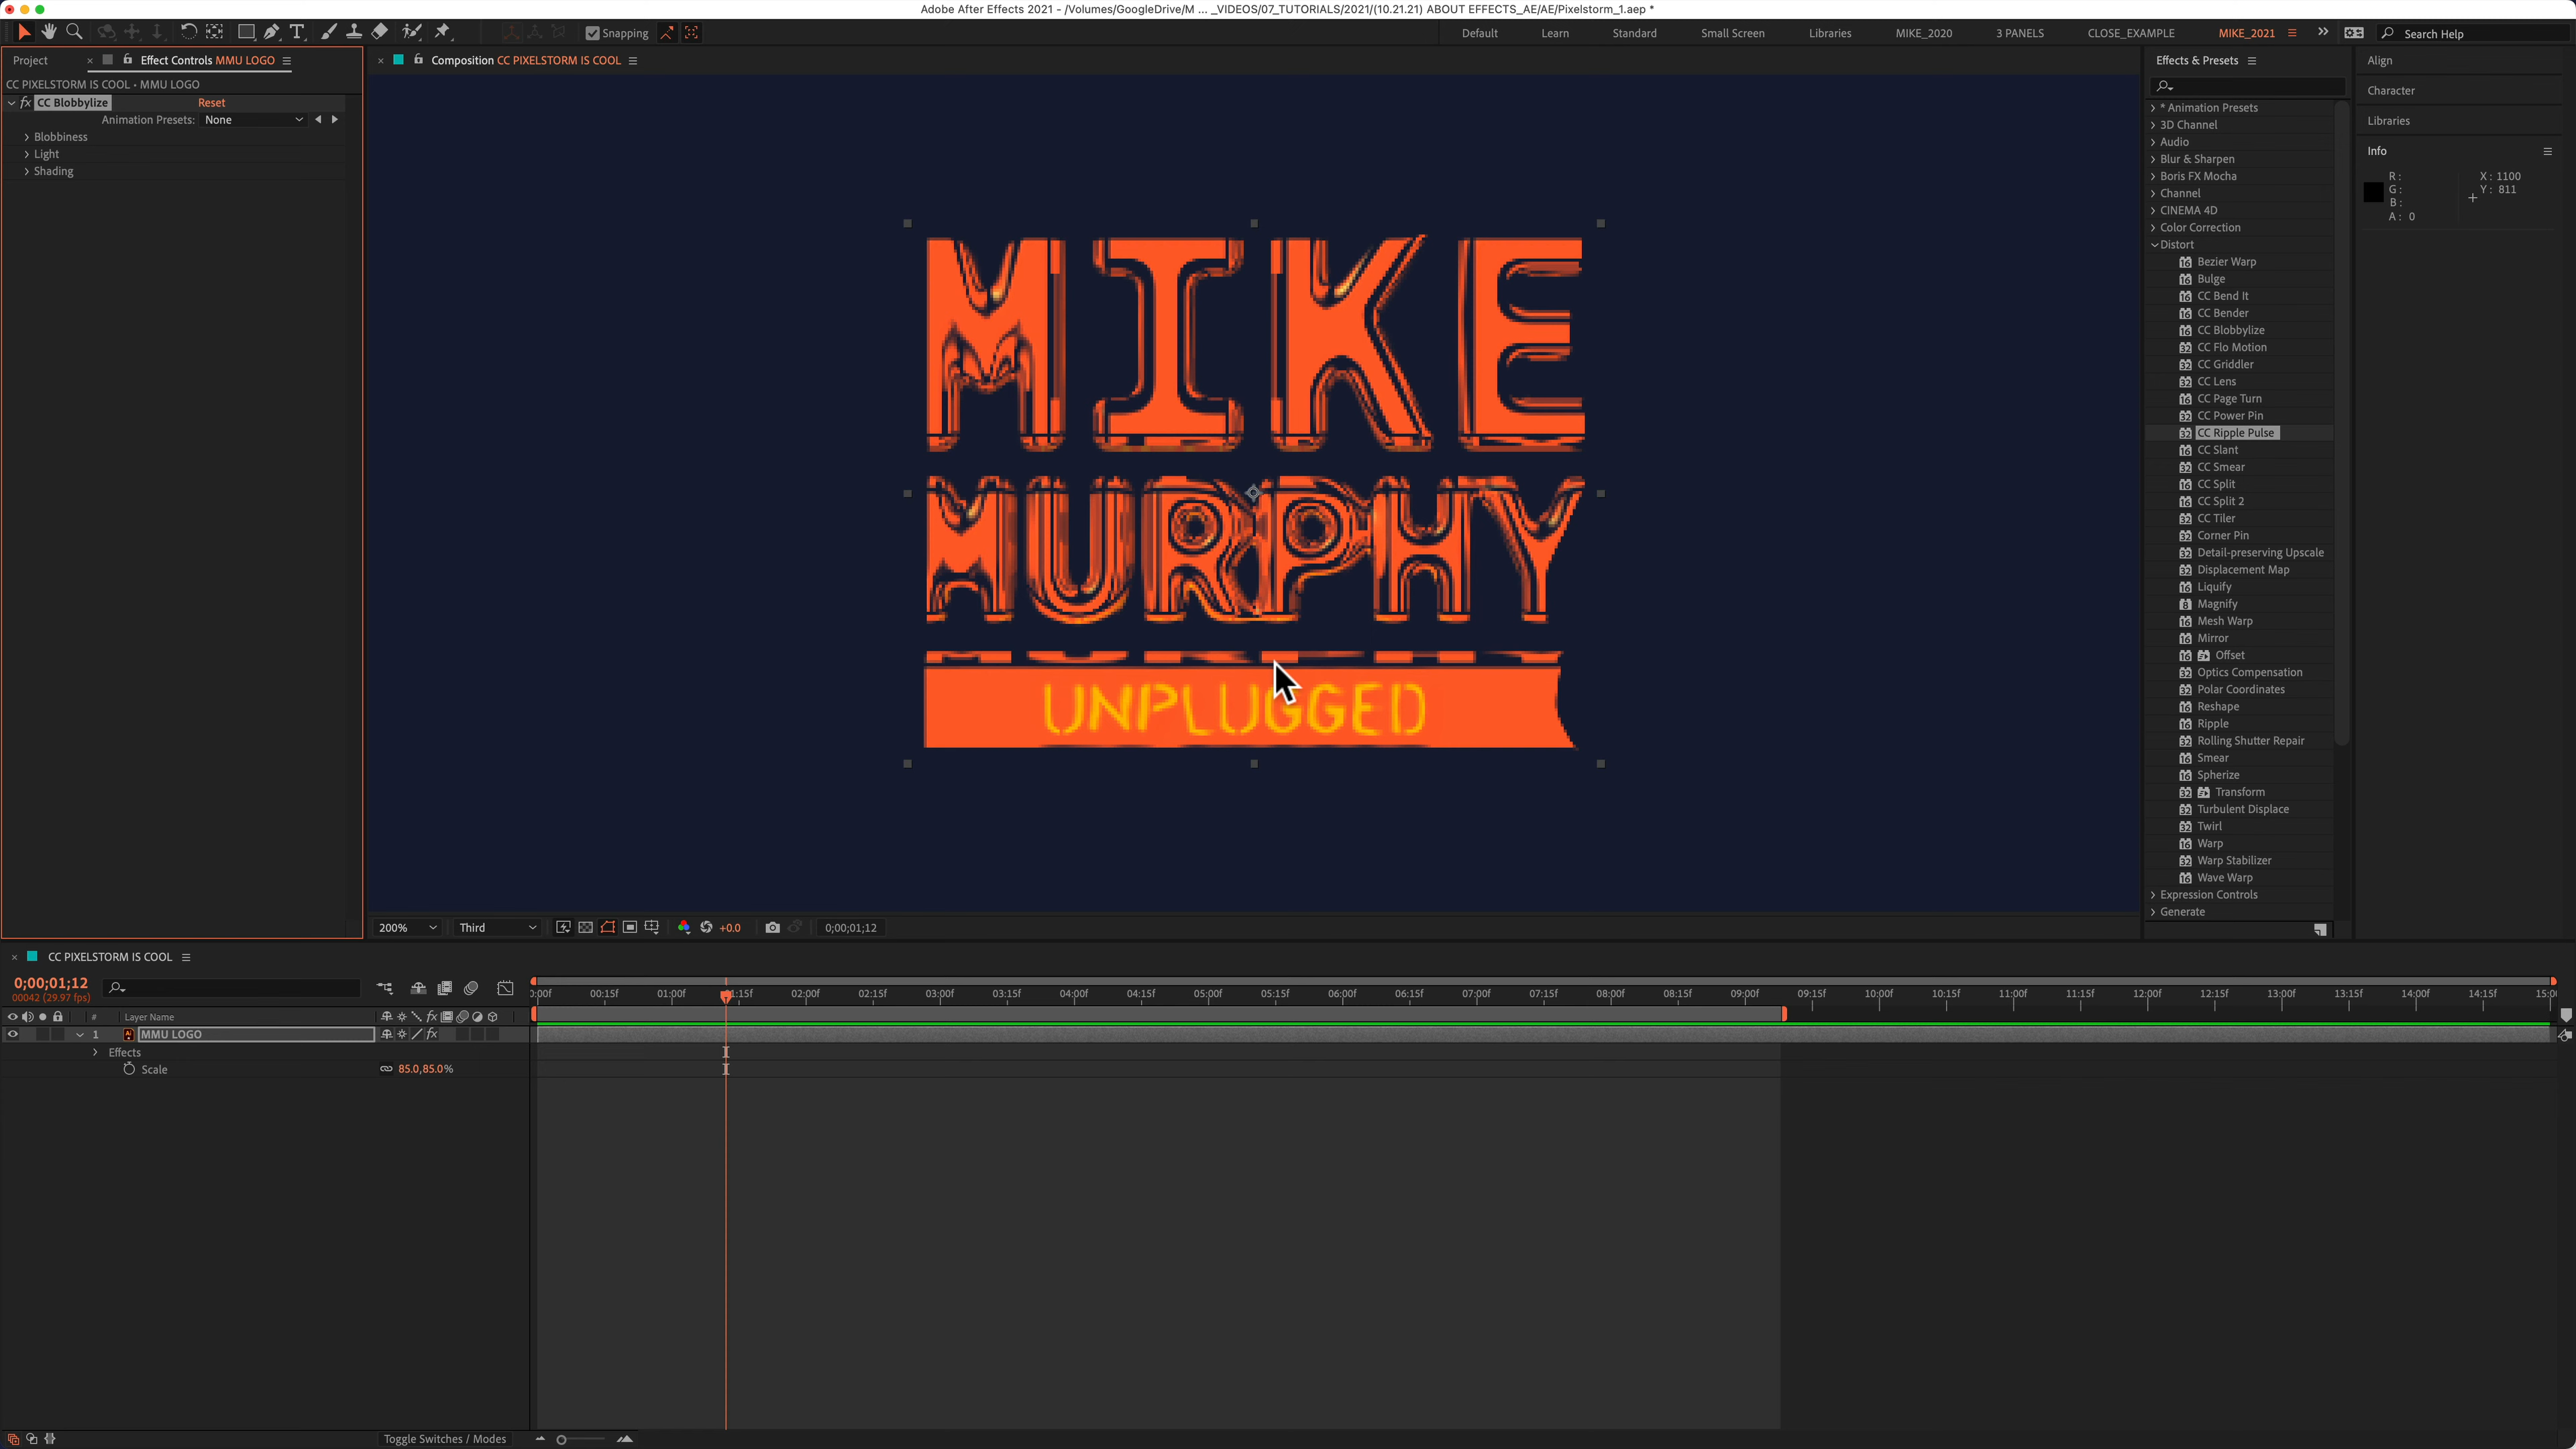 Adobe After Effects 2021 - /Volumes/GoogleDrive/M ... _VIDEOS/07_TUTORIALS/2021/(10.21.21) ABOUT EFFECTS_AE/AE/Pixelstorm_1.aep *
Snapping
Default Learn Standard Small Screen Libraries MIKE_2020 3 PANELS CLOSE_EXAMPLE MIKE_2021 Search Help
Project Effect Controls MMU LOGO
CC PIXELSTORM IS COOL • MMU LOGO
fx CC Blobbylize Reset
Animation Presets: None
Blobbiness
Light
Shading
Composition CC PIXELSTORM IS COOL
MIKE
MURPHY
UNPLUGGED
200% Third +0.0 0;00;01;12
Effects & Presets
* Animation Presets
3D Channel
Audio
Blur & Sharpen
Boris FX Mocha
Channel
CINEMA 4D
Color Correction
Distort
Bezier Warp
Bulge
CC Bend It
CC Bender
CC Blobbylize
CC Flo Motion
CC Griddler
CC Lens
CC Page Turn
CC Power Pin
CC Ripple Pulse
CC Slant
CC Smear
CC Split
CC Split 2
CC Tiler
Corner Pin
Detail-preserving Upscale
Displacement Map
Liquify
Magnify
Mesh Warp
Mirror
Offset
Optics Compensation
Polar Coordinates
Reshape
Ripple
Rolling Shutter Repair
Smear
Spherize
Transform
Turbulent Displace
Twirl
Warp
Warp Stabilizer
Wave Warp
Expression Controls
Generate
Align
Character
Libraries
Info
R : X : 1100
G : Y : 811
B :
A : 0
CC PIXELSTORM IS COOL
0;00;01;12
00042 (29.97 fps)
:00f 00:15f 01:00f 01:15f 02:00f 02:15f 03:00f 03:15f 04:00f 04:15f 05:00f 05:15f 06:00f 06:15f 07:00f 07:15f 08:00f 08:15f 09:00f 09:15f 10:00f 10:15f 11:00f 11:15f 12:00f 12:15f 13:00f 13:15f 14:00f 14:15f 15:0
# Layer Name fx
1 MMU LOGO fx
Effects
Scale 85.0,85.0%
Toggle Switches / Modes